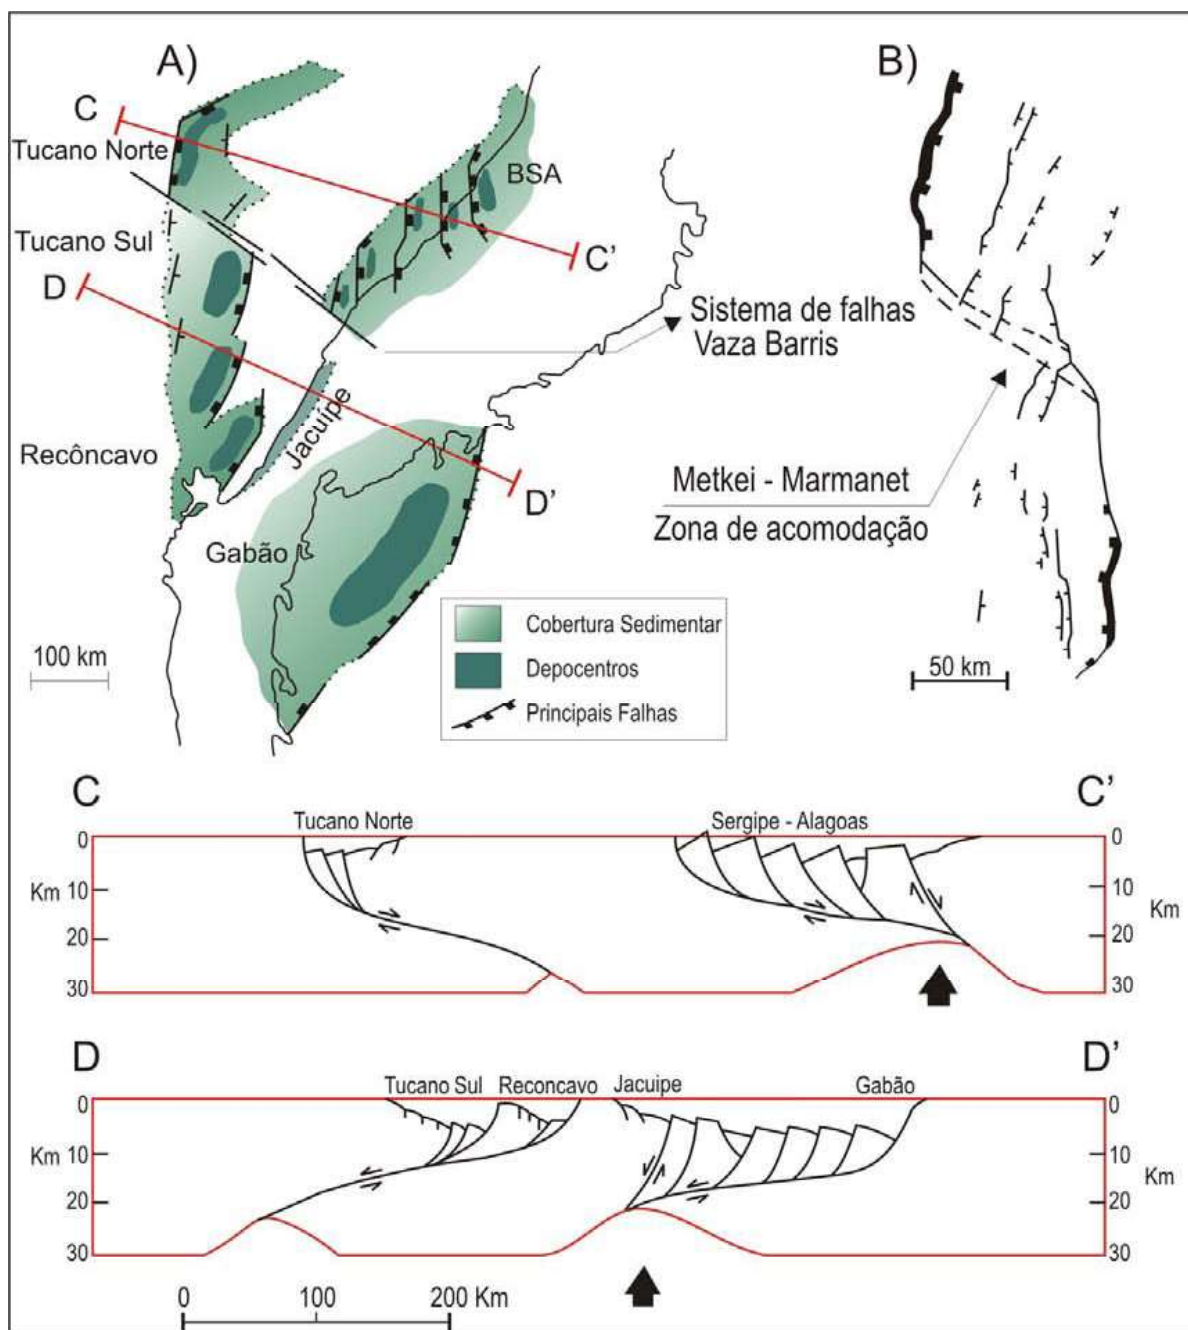 A)
B)
C
Tucano Norte
BSA
Tucano Sul
C'
D
Sistema de falhas
Vaza Barris
Jacuípe
Recôncavo
D'
Metkei - Marmanet
Zona de acomodação
Gabão
Cobertura Sedimentar
Depocentros
Principais Falhas
100 km
50 km
C
C'
Tucano Norte
Sergipe - Alagoas
0
0
Km
10
10
Km
20
20
30
30
D
D'
Tucano Sul
Reconcavo
Jacuipe
Gabão
0
0
Km
10
10
Km
20
20
30
30
0
100
200 Km